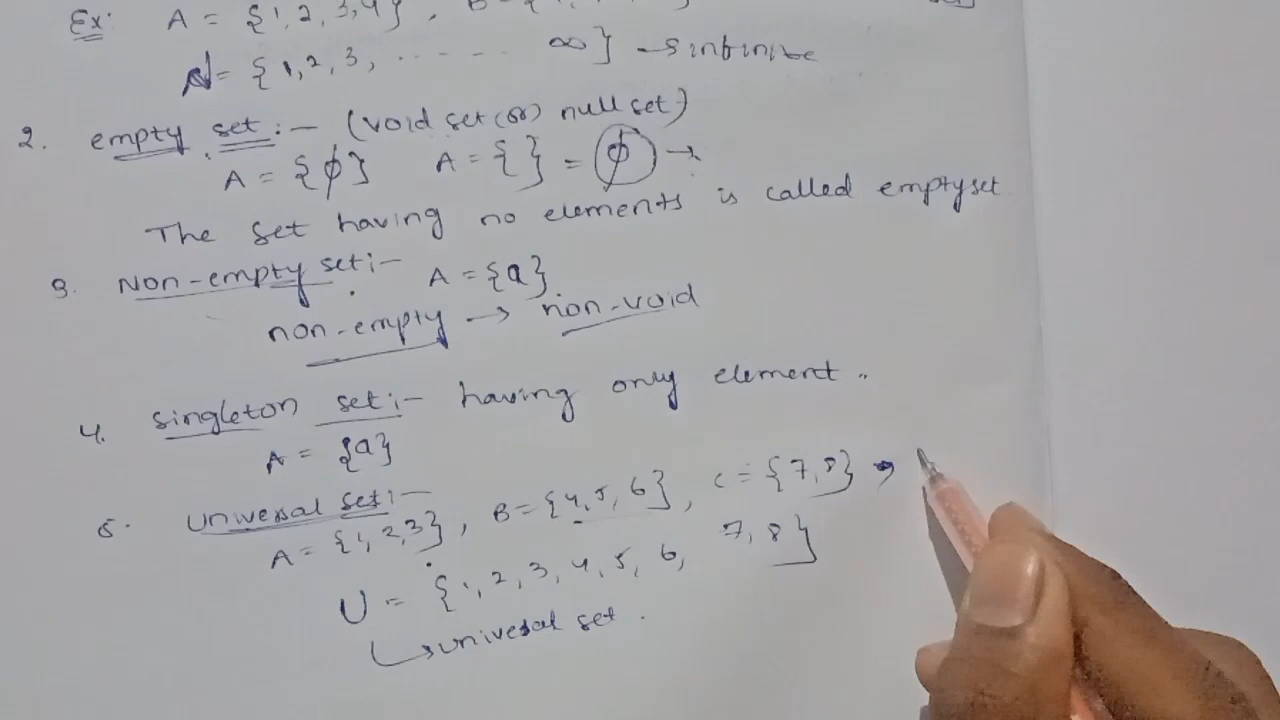 Ex: A = {1, 2, 3, 4},
N = {1, 2, 3, ....... ∞} → infinite
2. empty set :- (void set (or) null set)
A = {ϕ} A = { } = ϕ →
The set having no elements is called emptyset
3. Non-empty set :- A = {a}
non-empty → non-void
4. singleton set :- having only element ..
A = {a}
5. Universal set :-
A = {1, 2, 3}, B = {4, 5, 6}, C = {7, 8}
U = {1, 2, 3, 4, 5, 6, 7, 8}
↳ univesal set .